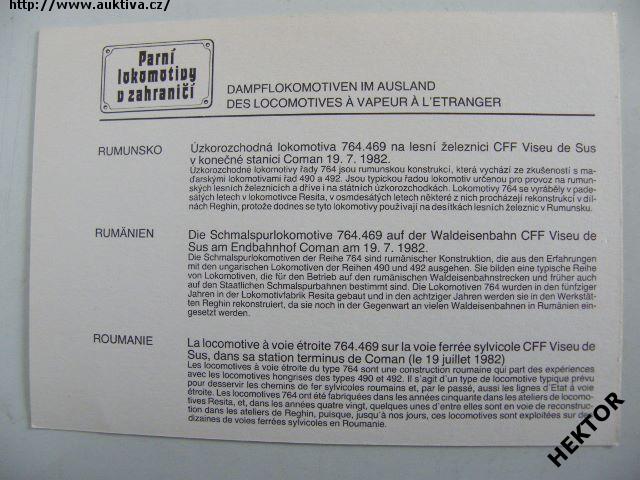 http://www.auktiva.cz/
Parní
lokomotivy
v zahraničí
DAMPFLOKOMOTIVEN IM AUSLAND
DES LOCOMOTIVES À VAPEUR À L'ETRANGER
RUMUNSKO
Úzkorozchodná lokomotiva 764.469 na lesní železnici CFF Viseu de Sus
v konečné stanici Coman 19. 7. 1982.
Úzkorozchodné lokomotivy řady 764 jsou rumunskou konstrukcí, která vychází ze zkušeností s ma-
ďarskými lokomotivami řad 490 a 492. Jsou typickou řadou lokomotiv určenou pro provoz na rumun-
ských lesních železnicích a dříve i na státních úzkorozchodkách. Lokomotivy 764 se vyráběly v pade-
sátých letech v lokomotivce Resita, v osmdesátých letech některé z nich procházejí rekonstrukcí v díl-
nách Reghin, protože dodnes se tyto lokomotivy používají na desítkách lesních železnic v Rumunsku.
RUMÄNIEN
Die Schmalspurlokomotive 764.469 auf der Waldeisenbahn CFF Viseu de
Sus am Endbahnhof Coman am 19. 7. 1982.
Die Schmalspurlokomotiven der Reihe 764 sind rumänischer Konstruktion, die aus den Erfahrungen
mit den ungarischen Lokomotiven der Reihen 490 und 492 ausgehen. Sie bilden eine typische Reihe
von Lokomotiven, die für den Betrieb auf den rumänischen Waldeisenbahnstrecken und früher auch
auf den Staatlichen Schmalspurbahnen bestimmt sind. Die Lokomotiven 764 wurden in den fünfziger
Jahren in der Lokomotivfabrik Resita gebaut und in den achtziger Jahren werden sie in den Werkstät-
ten Reghin rekonstruiert, da sie noch in der Gegenwart an vielen Waldeisenbahnen in Rumänien ein-
gesetzt werden.
ROUMANIE
La locomotive à voie étroite 764.469 sur la voie ferrée sylvicole CFF Viseu de
Sus, dans sa station terminus de Coman (le 19 juillet 1982)
Les locomotives à voie étroite du type 764 sont une construction roumaine qui part des expériences
avec les locomotives hongroises des types 490 et 492. Il s'agit d'un type de locomotive typique prévu
pour desservir les chemins de fer sylvicoles roumains et, par le passé, aussi les lignes d'Etat à voie
étroite. Les locomotives 764 ont été fabriquées dans les années cinquante dans les ateliers de locomo-
tives Resita, et, dans les années quatre vingt, quelques unes d'entre elles sont en voie de reconstruc-
tion dans les ateliers de Reghin, puisque, jusqu'à nos jours, ces locomotives sont exploitées sur des
dizaines de voies ferrées sylvicoles en Roumanie.
HEKTOR